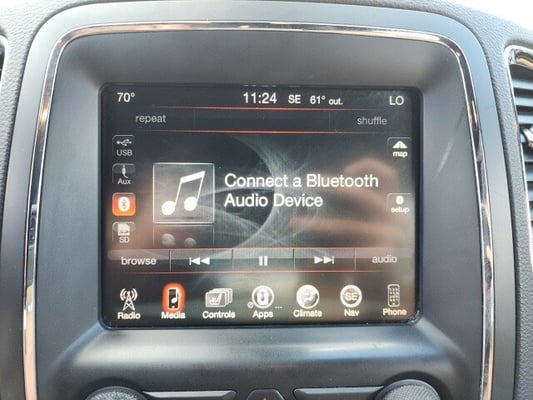 70° 11:24 SE 61° out. LO
repeat shuffle
USB
map
Aux
Connect a Bluetooth
Audio Device
setup
SD
browse audio
Radio Media Controls Apps ... Climate SE Nav Phone